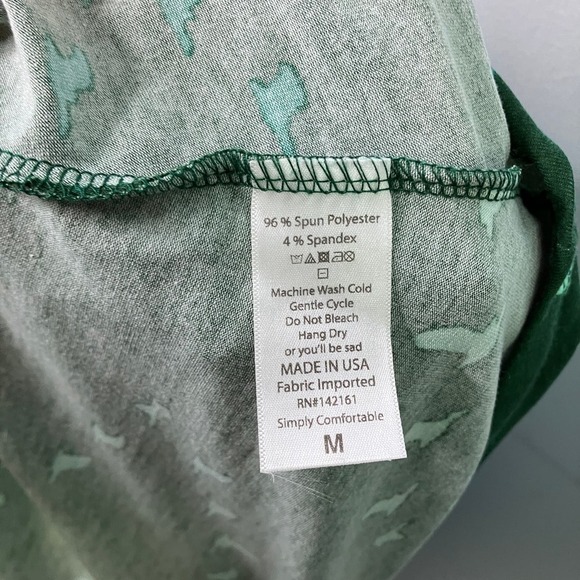 96 % Spun Polyester
4 % Spandex
Machine Wash Cold
Gentle Cycle
Do Not Bleach
Hang Dry
or you'll be sad
MADE IN USA
Fabric Imported
RN#142161
Simply Comfortable
M